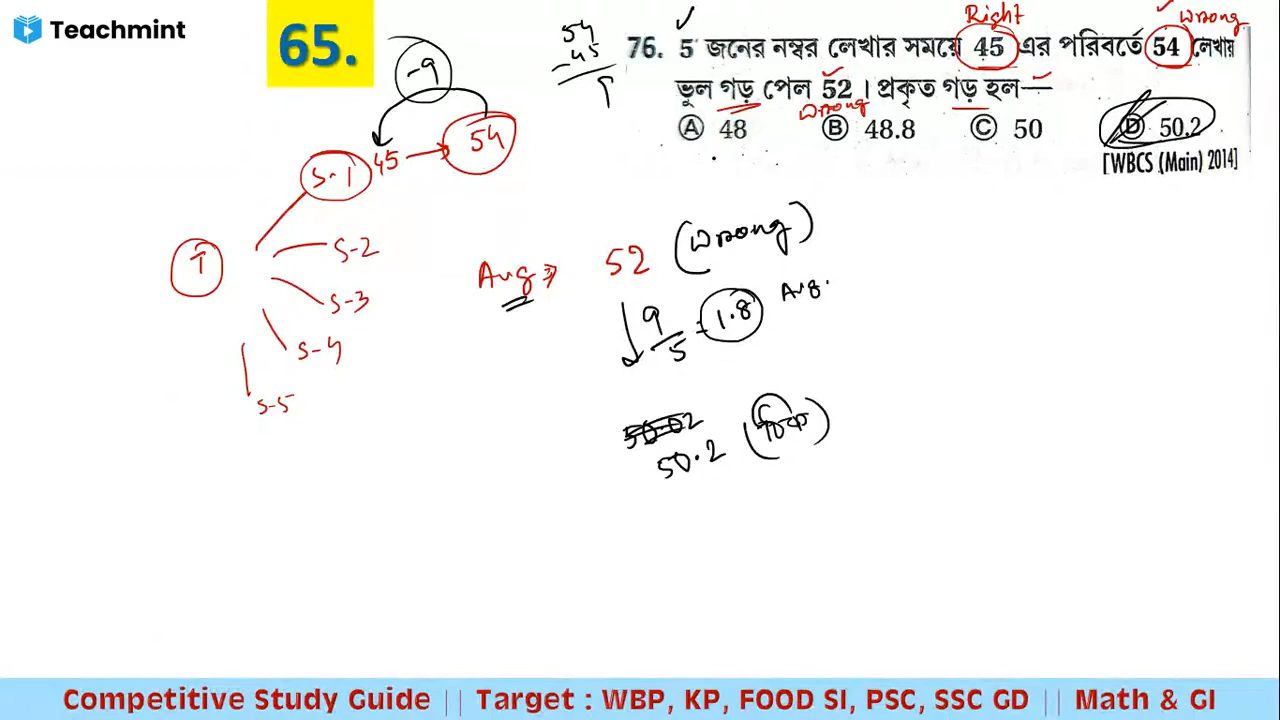 Teachmint
65.
-9
54
-45
9
Right
wrong
76. 5 জনের নম্বর লেখার সময়ে 45 এর পরিবর্তে 54 লেখায়
ভুল গড় পেল 52 । প্রকৃত গড় হল—
wrong
Ⓐ 48 Ⓑ 48.8 Ⓒ 50 Ⓓ 50.2
[WBCS (Main) 2014]
S-1 45 → 54
T
S-2
S-3
S-4
S-5
Avg ⇒ 52 (wrong)
↓ 9/5 = 1.8 Avg.
50.02
50.2 (ঠিক)
Competitive Study Guide || Target : WBP, KP, FOOD SI, PSC, SSC GD || Math & GI